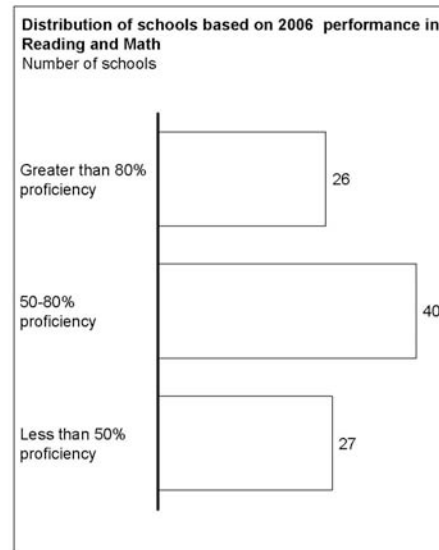 Distribution of schools based on 2006 performance in
Reading and Math
Number of schools
Greater than 80%
proficiency
26
50-80%
proficiency
40
Less than 50%
proficiency
27